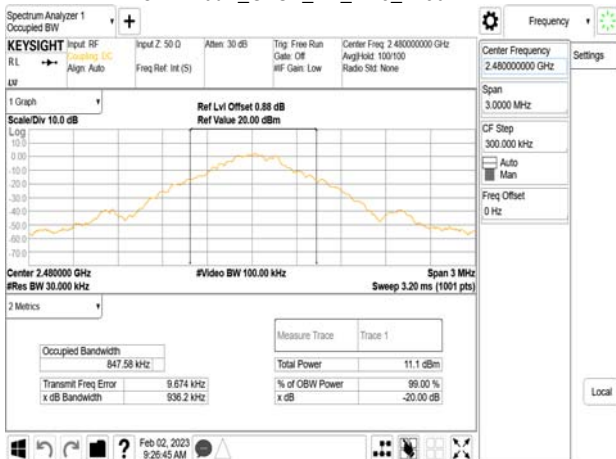 Spectrum Analyzer 1
Occupied BW
Frequency
KEYSIGHT
RL
Input: RF
Coupling: DC
Align: Auto
Input Z: 50 Ω
Freq Ref: Int (S)
Atten: 30 dB
Trig: Free Run
Gate: Off
#IF Gain: Low
Center Freq: 2.480000000 GHz
Avg|Hold: 100/100
Radio Std: None
1 Graph
Scale/Div 10.0 dB
Ref Lvl Offset 0.88 dB
Ref Value 20.00 dBm
Log
10.0
0.00
-10.0
-20.0
-30.0
-40.0
-50.0
-60.0
-70.0
Center 2.480000 GHz
#Res BW 30.000 kHz
#Video BW 100.00 kHz
Span 3 MHz
Sweep 3.20 ms (1001 pts)
2 Metrics
Occupied Bandwidth
847.58 kHz
Transmit Freq Error 9.674 kHz
x dB Bandwidth 936.2 kHz
Measure Trace Trace 1
Total Power 11.1 dBm
% of OBW Power 99.00 %
x dB -20.00 dB
Center Frequency
2.480000000 GHz
Settings
Span
3.0000 MHz
CF Step
300.000 kHz
Auto
Man
Freq Offset
0 Hz
Local
Feb 02, 2023
9:26:45 AM